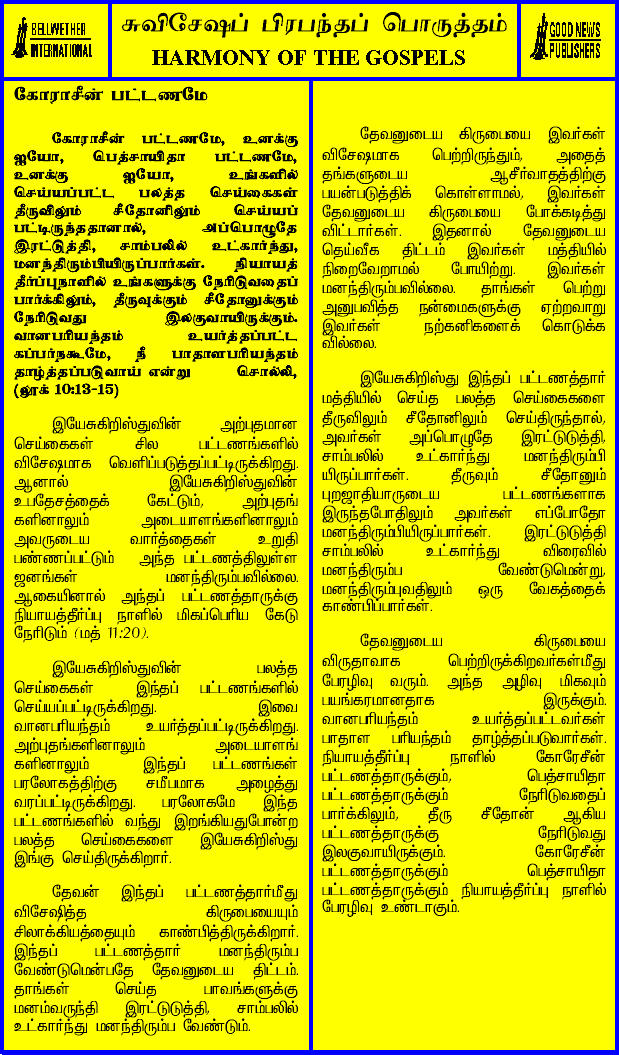 BELLWETHER
INTERNATIONAL
சுவிசேஷப் பிரபந்தப் பொருத்தம்
HARMONY OF THE GOSPELS
GOOD NEWS
PUBLISHERS
கோராசீன் பட்டணமே
கோராசீன் பட்டணமே, உனக்கு
ஐயோ, பெத்சாயிதா பட்டணமே,
உனக்கு ஐயோ, உங்களில்
செய்யப்பட்ட பலத்த செய்கைகள்
தீருவிலும் சீதோனிலும் செய்யப்
பட்டிருந்ததானால், அப்பொழுதே
இரட்டுத்தி, சாம்பலில் உட்கார்ந்து,
மனந்திரும்பியிருப்பார்கள். நியாயத்
தீர்ப்புநாளில் உங்களுக்கு நேரிடுவதைப்
பார்க்கிலும், தீருவுக்கும் சீதோனுக்கும்
நேரிடுவது இலகுவாயிருக்கும்.
வானபரியந்தம் உயர்த்தப்பட்ட
கப்பர்நகூமே, நீ பாதாளபரியந்தம்
தாழ்த்தப்படுவாய் என்று சொல்லி,
(லூக் 10:13-15)
இயேசுகிறிஸ்துவின் அற்புதமான
செய்கைகள் சில பட்டணங்களில்
விசேஷமாக வெளிப்படுத்தப்பட்டிருக்கிறது.
ஆனால் இயேசுகிறிஸ்துவின்
உபதேசத்தைக் கேட்டும், அற்புதங்
களினாலும் அடையாளங்களினாலும்
அவருடைய வார்த்தைகள் உறுதி
பண்ணப்பட்டும் அந்த பட்டணத்திலுள்ள
ஜனங்கள் மனந்திரும்பவில்லை.
ஆகையினால் அந்தப் பட்டணத்தாருக்கு
நியாயத்தீர்ப்பு நாளில் மிகப்பெரிய கேடு
நேரிடும் (மத் 11:20).
இயேசுகிறிஸ்துவின் பலத்த
செய்கைகள் இந்தப் பட்டணங்களில்
செய்யப்பட்டிருக்கிறது. இவை
வானபரியந்தம் உயர்த்தப்பட்டிருக்கிறது.
அற்புதங்களினாலும் அடையாளங்
களினாலும் இந்தப் பட்டணங்கள்
பரலோகத்திற்கு சமீபமாக அழைத்து
வரப்பட்டிருக்கிறது. பரலோகமே இந்த
பட்டணங்களில் வந்து இறங்கியதுபோன்ற
பலத்த செய்கைகளை இயேசுகிறிஸ்து
இங்கு செய்திருக்கிறார்.
தேவன் இந்தப் பட்டணத்தார்மீது
விசேஷித்த கிருபையையும்
சிலாக்கியத்தையும் காண்பித்திருக்கிறார்.
இந்தப் பட்டணத்தார் மனந்திரும்ப
வேண்டுமென்பதே தேவனுடைய திட்டம்.
தாங்கள் செய்த பாவங்களுக்கு
மனம்வருந்தி இரட்டுடுத்தி, சாம்பலில்
உட்கார்ந்து மனந்திரும்ப வேண்டும்.
தேவனுடைய கிருபையை இவர்கள்
விசேஷமாக பெற்றிருந்தும், அதைத்
தங்களுடைய ஆசீர்வாதத்திற்கு
பயன்படுத்திக் கொள்ளாமல், இவர்கள்
தேவனுடைய கிருபையை போக்கடித்து
விட்டார்கள். இதனால் தேவனுடைய
தெய்வீக திட்டம் இவர்கள் மத்தியில்
நிறைவேறாமல் போயிற்று. இவர்கள்
மனந்திரும்பவில்லை. தாங்கள் பெற்று
அனுபவித்த நன்மைகளுக்கு ஏற்றவாறு
இவர்கள் நற்கனிகளைக் கொடுக்க
வில்லை.
இயேசுகிறிஸ்து இந்தப் பட்டணத்தார்
மத்தியில் செய்த பலத்த செய்கைகளை
தீருவிலும் சீதோனிலும் செய்திருந்தால்,
அவர்கள் அப்பொழுதே இரட்டுடுத்தி,
சாம்பலில் உட்கார்ந்து மனந்திரும்பி
யிருப்பார்கள். தீருவும் சீதோனும்
புறஜாதியாருடைய பட்டணங்களாக
இருந்தபோதிலும் அவர்கள் எப்போதோ
மனந்திரும்பியிருப்பார்கள். இரட்டுடுத்தி
சாம்பலில் உட்கார்ந்து விரைவில்
மனந்திரும்ப வேண்டுமென்று,
மனந்திரும்புவதிலும் ஒரு வேகத்தைக்
காண்பிப்பார்கள்.
தேவனுடைய கிருபையை
விருதாவாக பெற்றிருக்கிறவர்கள்மீது
பேரழிவு வரும். அந்த அழிவு மிகவும்
பயங்கரமானதாக இருக்கும்.
வானபரியந்தம் உயர்த்தப்பட்டவர்கள்
பாதாள பரியந்தம் தாழ்த்தப்படுவார்கள்.
நியாயத்தீர்ப்பு நாளில் கோரேசீன்
பட்டணத்தாருக்கும், பெத்சாயிதா
பட்டணத்தாருக்கும் நேரிடுவதைப்
பார்க்கிலும், தீரு சீதோன் ஆகிய
பட்டணத்தாருக்கு நேரிடுவது
இலகுவாயிருக்கும். கோரேசீன்
பட்டணத்தாருக்கும் பெத்சாயிதா
பட்டணத்தாருக்கும் நியாயத்தீர்ப்பு நாளில்
பேரழிவு உண்டாகும்.